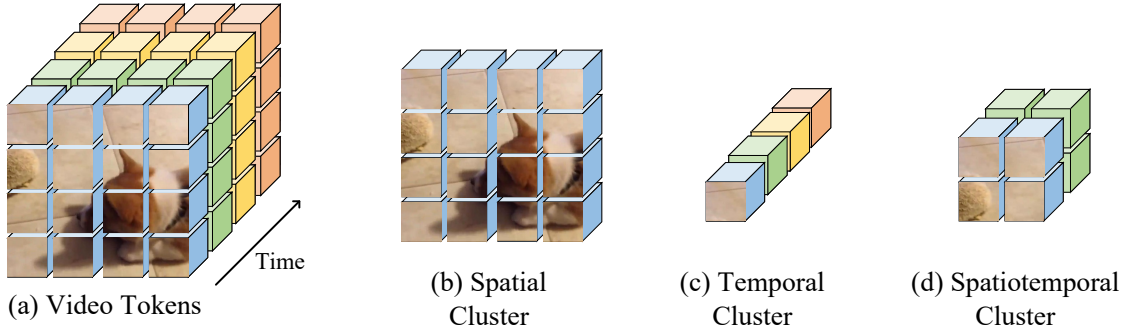 Time
(a) Video Tokens
(b) Spatial
Cluster
(c) Temporal
Cluster
(d) Spatiotemporal
Cluster